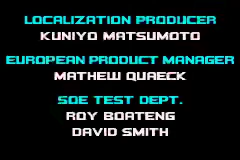 LOCALIZATION PRODUCER
KUNIYO MATSUMOTO
EUROPEAN PRODUCT MANAGER
MATHEW QUAECK
SOE TEST DEPT.
ROY BOATENG
DAVID SMITH